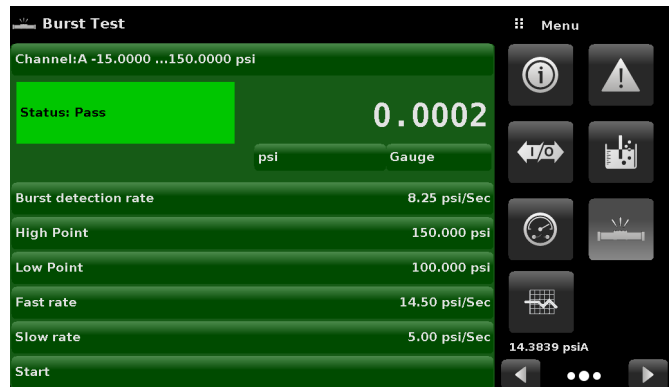 Burst Test
Menu
Channel:A -15.0000 ...150.0000 psi
Status: Pass
0.0002
psi
Gauge
I/O
Burst detection rate 8.25 psi/Sec
High Point 150.000 psi
Low Point 100.000 psi
Fast rate 14.50 psi/Sec
Slow rate 5.00 psi/Sec
14.3839 psiA
Start